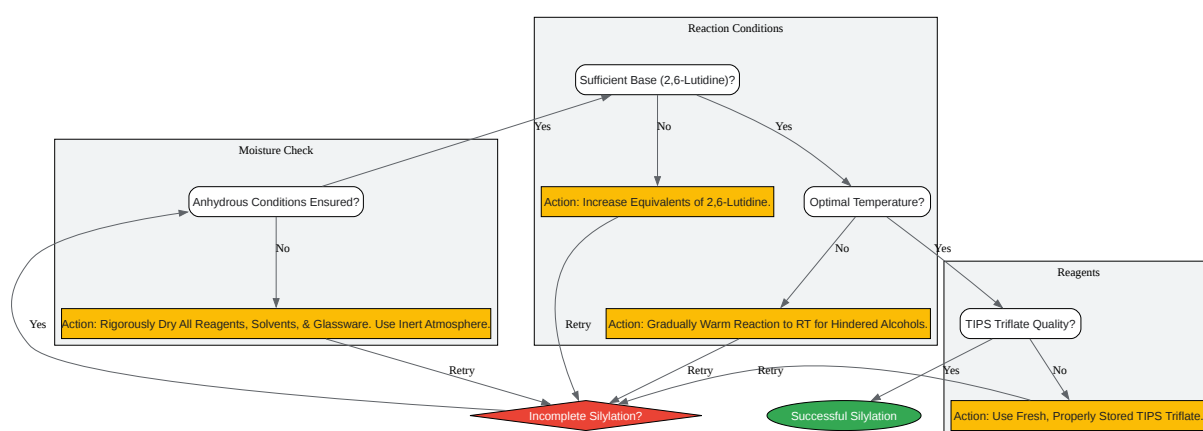 Reaction Conditions
Sufficient Base (2,6-Lutidine)?
Yes
No
Yes
Moisture Check
Anhydrous Conditions Ensured?
Action: Increase Equivalents of 2,6-Lutidine.
Optimal Temperature?
No
No
Yes
Reagents
Action: Rigorously Dry All Reagents, Solvents, & Glassware. Use Inert Atmosphere.
Yes
Retry
Action: Gradually Warm Reaction to RT for Hindered Alcohols.
TIPS Triflate Quality?
Retry
Retry
Retry
Yes
No
Incomplete Silylation?
Successful Silylation
Action: Use Fresh, Properly Stored TIPS Triflate.